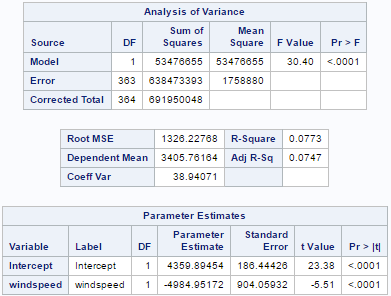 Analysis of Variance
Source DF Sum of Squares Mean Square F Value Pr > F
Model 1 53476655 53476655 30.40 <.0001
Error 363 638473393 1758880
Corrected Total 364 691950048
Root MSE 1326.22768 R-Square 0.0773
Dependent Mean 3405.76164 Adj R-Sq 0.0747
Coeff Var 38.94071
Parameter Estimates
Variable Label DF Parameter Estimate Standard Error t Value Pr > |t|
Intercept Intercept 1 4359.89454 186.44426 23.38 <.0001
windspeed windspeed 1 -4984.95172 904.05932 -5.51 <.0001